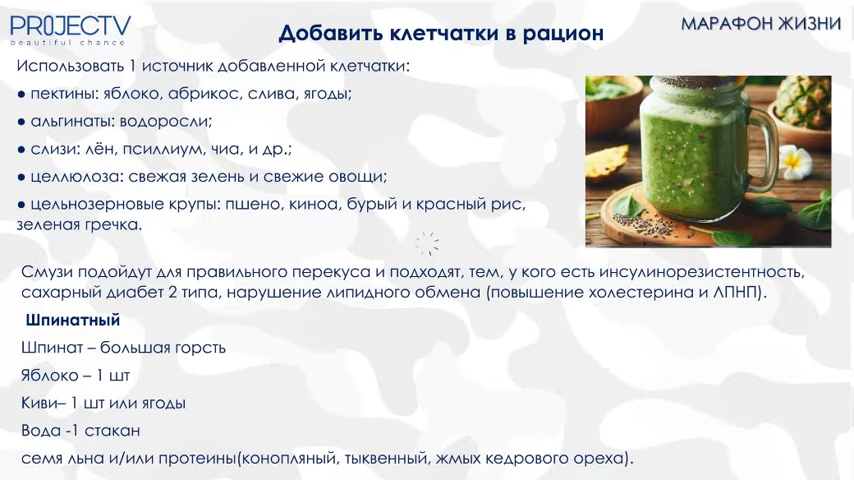 PROJECTV
beautiful chance
Добавить клетчатки в рацион
МАРАФОН ЖИЗНИ
Использовать 1 источник добавленной клетчатки:
● пектины: яблоко, абрикос, слива, ягоды;
● альгинаты: водоросли;
● слизи: лён, псиллиум, чиа, и др.;
● целлюлоза: свежая зелень и свежие овощи;
● цельнозерновые крупы: пшено, киноа, бурый и красный рис,
зеленая гречка.
Смузи подойдут для правильного перекуса и подходят, тем, у кого есть инсулинорезистентность,
сахарный диабет 2 типа, нарушение липидного обмена (повышение холестерина и ЛПНП).
Шпинатный
Шпинат – большая горсть
Яблоко – 1 шт
Киви– 1 шт или ягоды
Вода -1 стакан
семя льна и/или протеины(конопляный, тыквенный, жмых кедрового ореха).